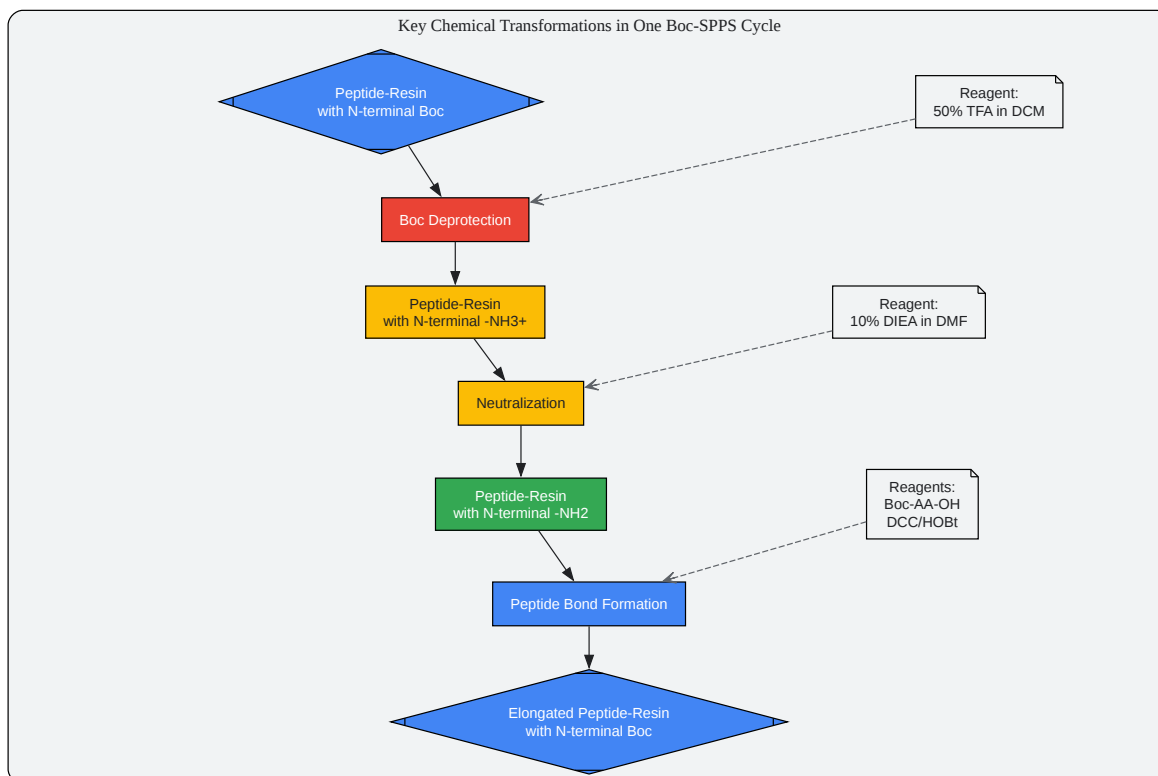 Key Chemical Transformations in One Boc-SPPS Cycle
Peptide-Resin
with N-terminal Boc
Reagent:
50% TFA in DCM
Boc Deprotection
Peptide-Resin
with N-terminal -NH3+
Reagent:
10% DIEA in DMF
Neutralization
Peptide-Resin
with N-terminal -NH2
Reagents:
Boc-AA-OH
DCC/HOBt
Peptide Bond Formation
Elongated Peptide-Resin
with N-terminal Boc